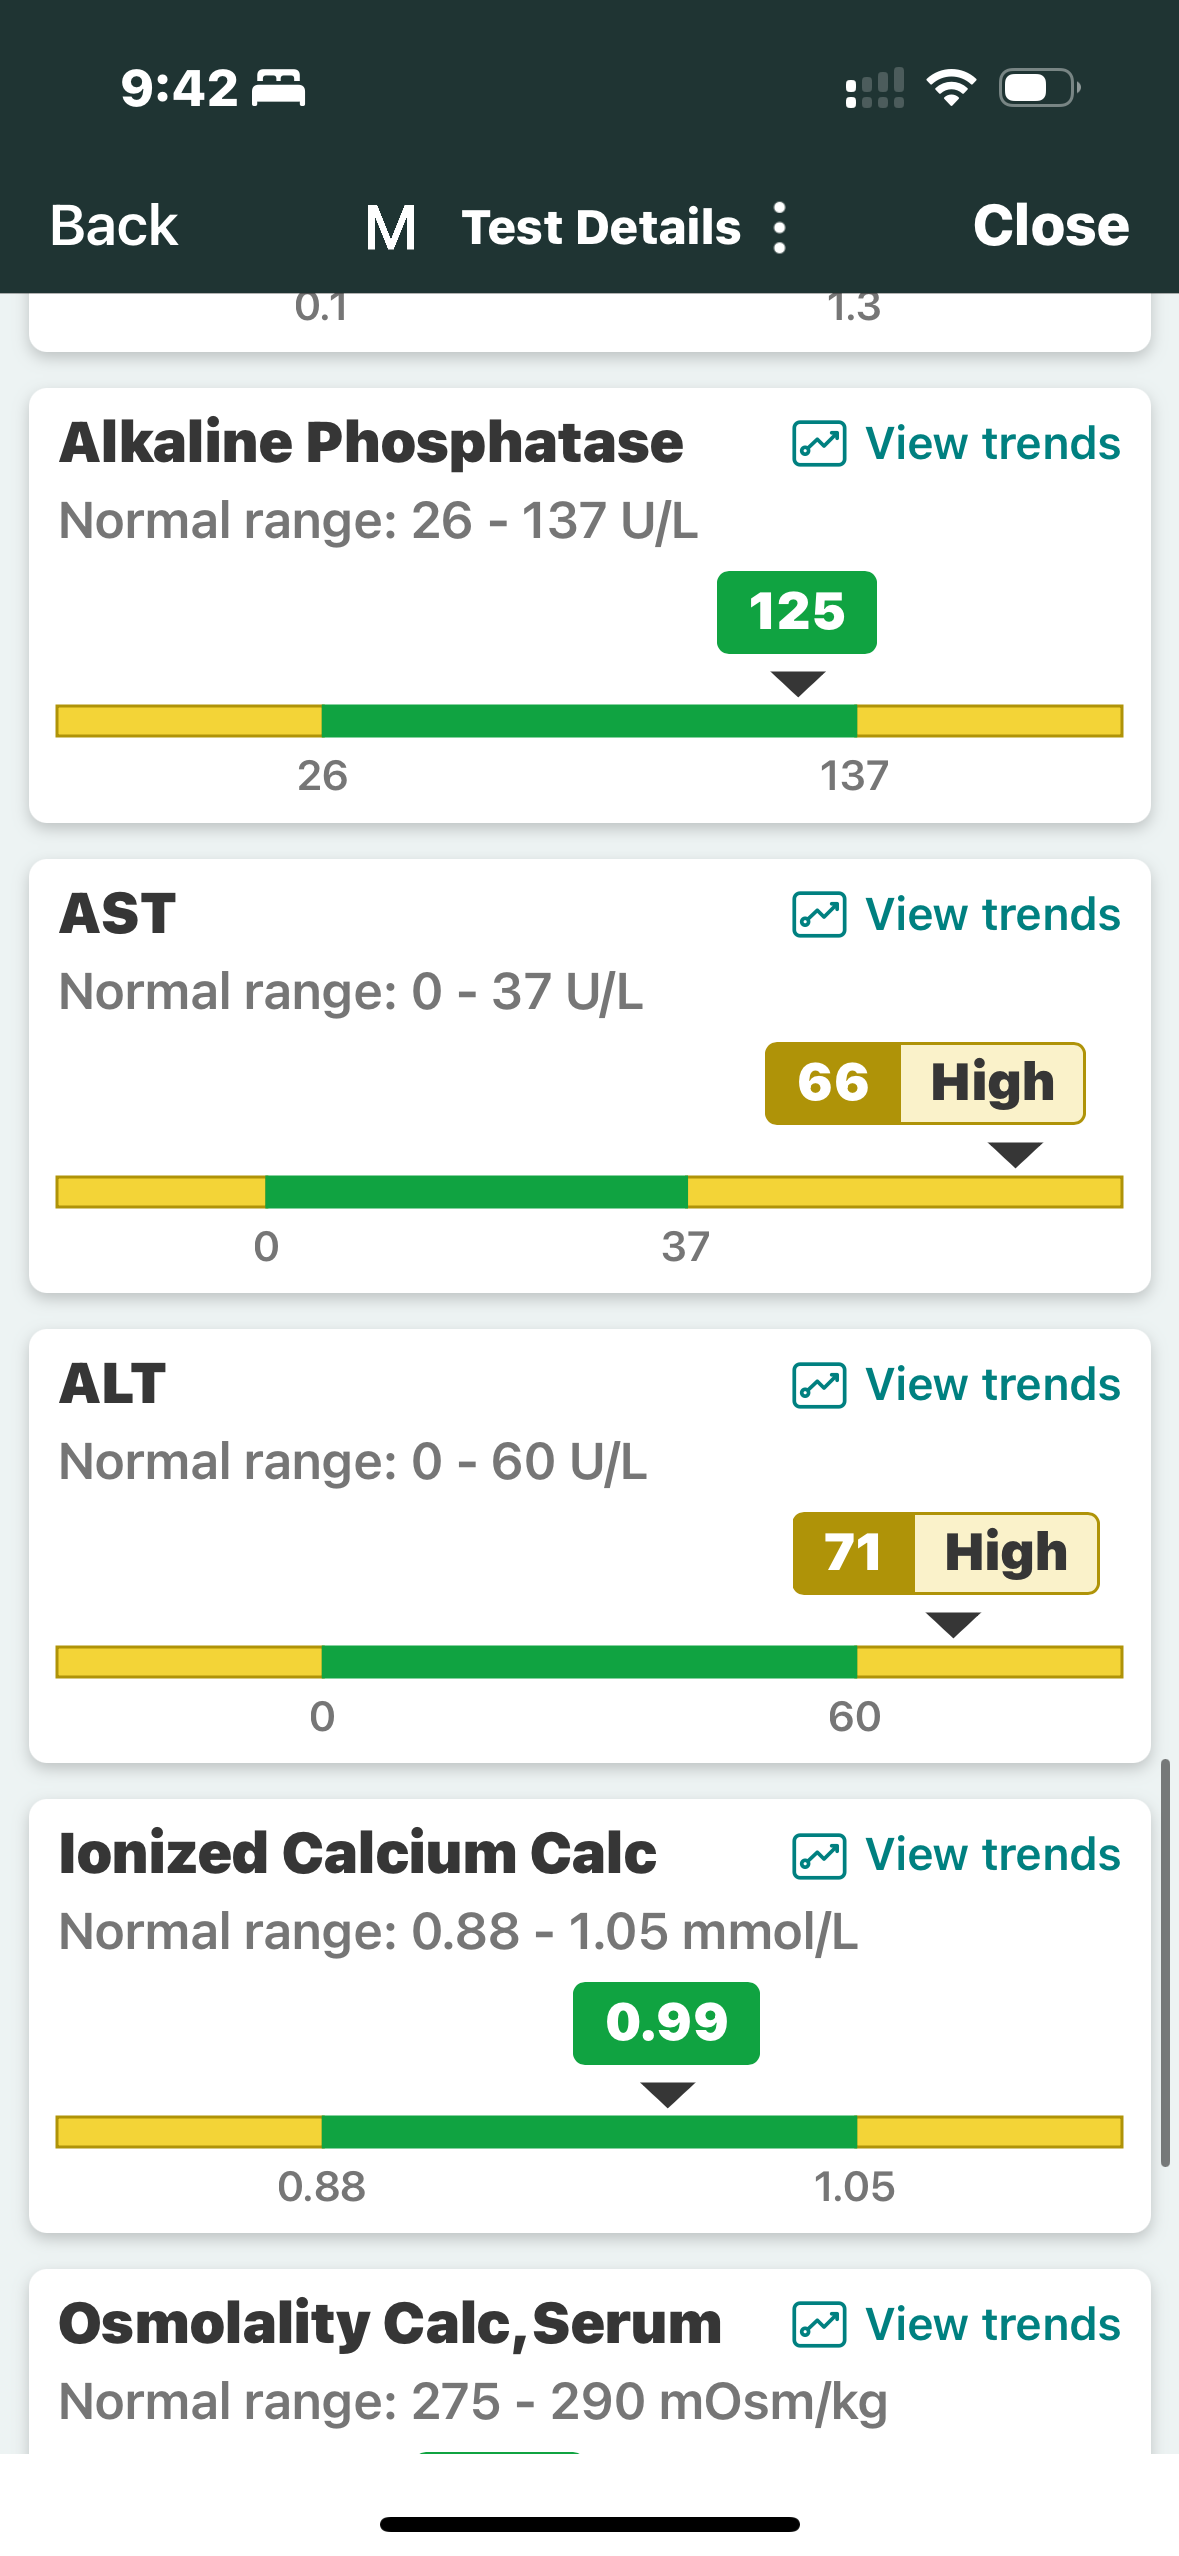 9:42
Back M Test Details Close
0.1 1.3
Alkaline Phosphatase View trends
Normal range: 26 - 137 U/L
125
26 137
AST View trends
Normal range: 0 - 37 U/L
66 High
0 37
ALT View trends
Normal range: 0 - 60 U/L
71 High
0 60
Ionized Calcium Calc View trends
Normal range: 0.88 - 1.05 mmol/L
0.99
0.88 1.05
Osmolality Calc,Serum View trends
Normal range: 275 - 290 mOsm/kg